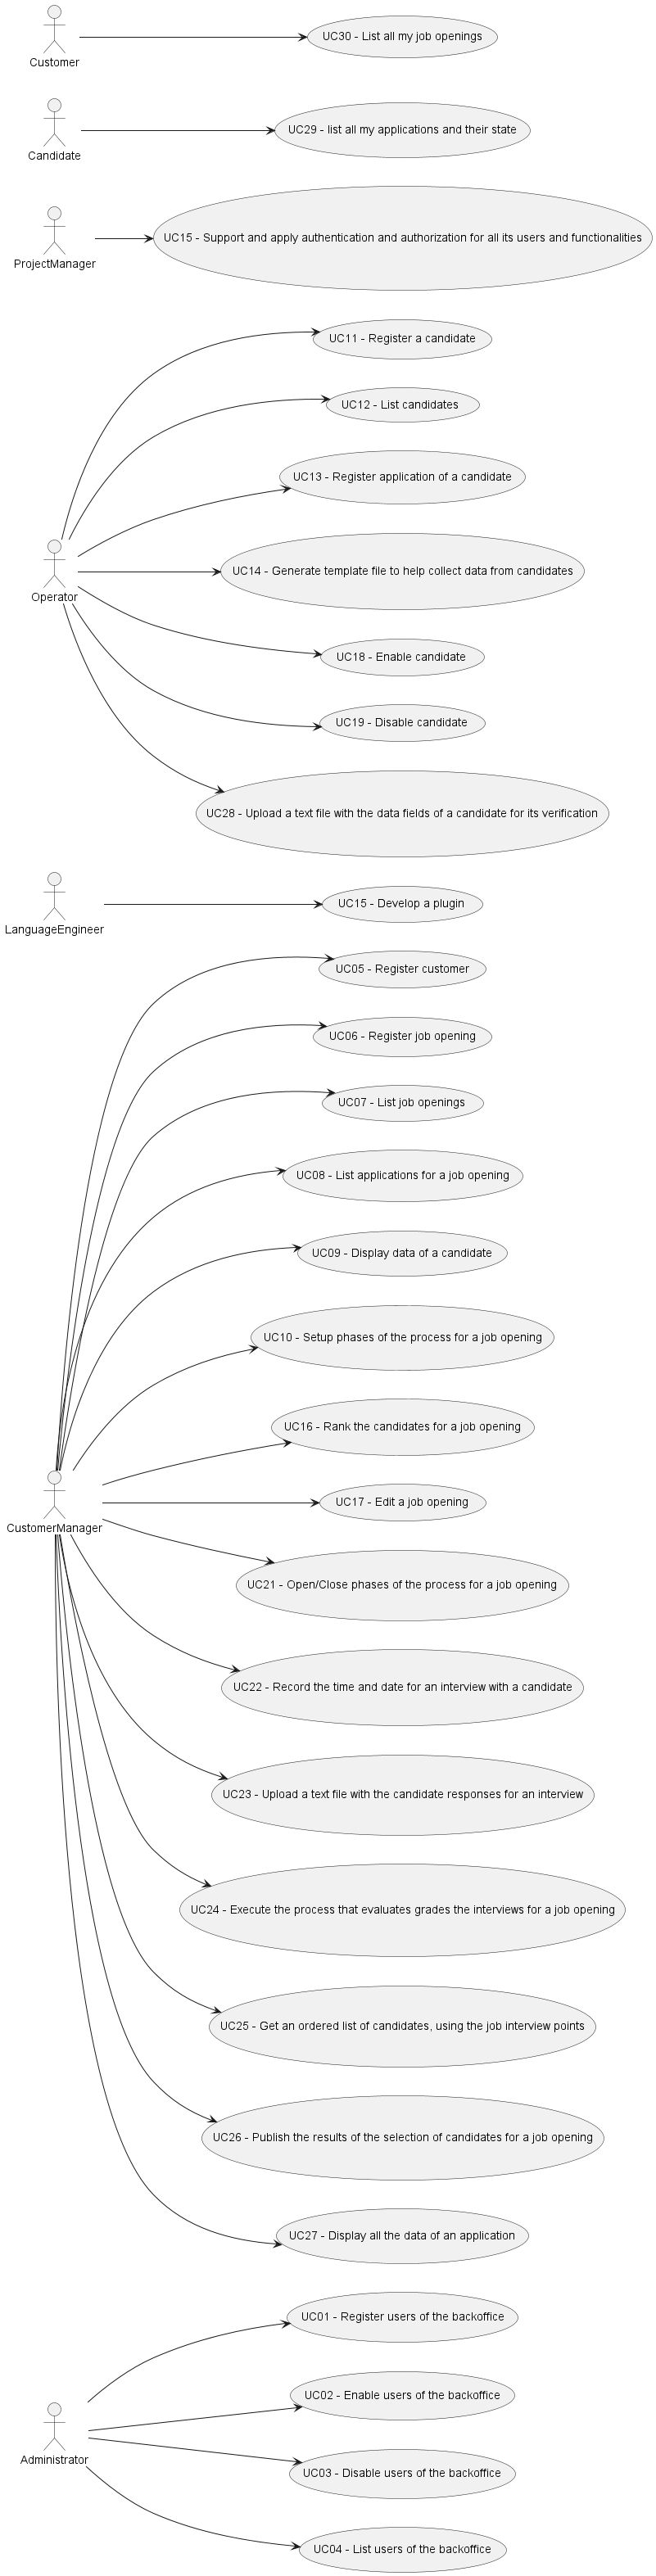 Customer
UC30 - List all my job openings
Candidate
UC29 - list all my applications and their state
ProjectManager
UC15 - Support and apply authentication and authorization for all its users and functionalities
UC11 - Register a candidate
UC12 - List candidates
UC13 - Register application of a candidate
UC14 - Generate template file to help collect data from candidates
Operator
UC18 - Enable candidate
UC19 - Disable candidate
UC28 - Upload a text file with the data fields of a candidate for its verification
LanguageEngineer
UC15 - Develop a plugin
UC05 - Register customer
UC06 - Register job opening
UC07 - List job openings
UC08 - List applications for a job opening
UC09 - Display data of a candidate
UC10 - Setup phases of the process for a job opening
UC16 - Rank the candidates for a job opening
UC17 - Edit a job opening
CustomerManager
UC21 - Open/Close phases of the process for a job opening
UC22 - Record the time and date for an interview with a candidate
UC23 - Upload a text file with the candidate responses for an interview
UC24 - Execute the process that evaluates grades the interviews for a job opening
UC25 - Get an ordered list of candidates, using the job interview points
UC26 - Publish the results of the selection of candidates for a job opening
UC27 - Display all the data of an application
UC01 - Register users of the backoffice
UC02 - Enable users of the backoffice
Administrator
UC03 - Disable users of the backoffice
UC04 - List users of the backoffice